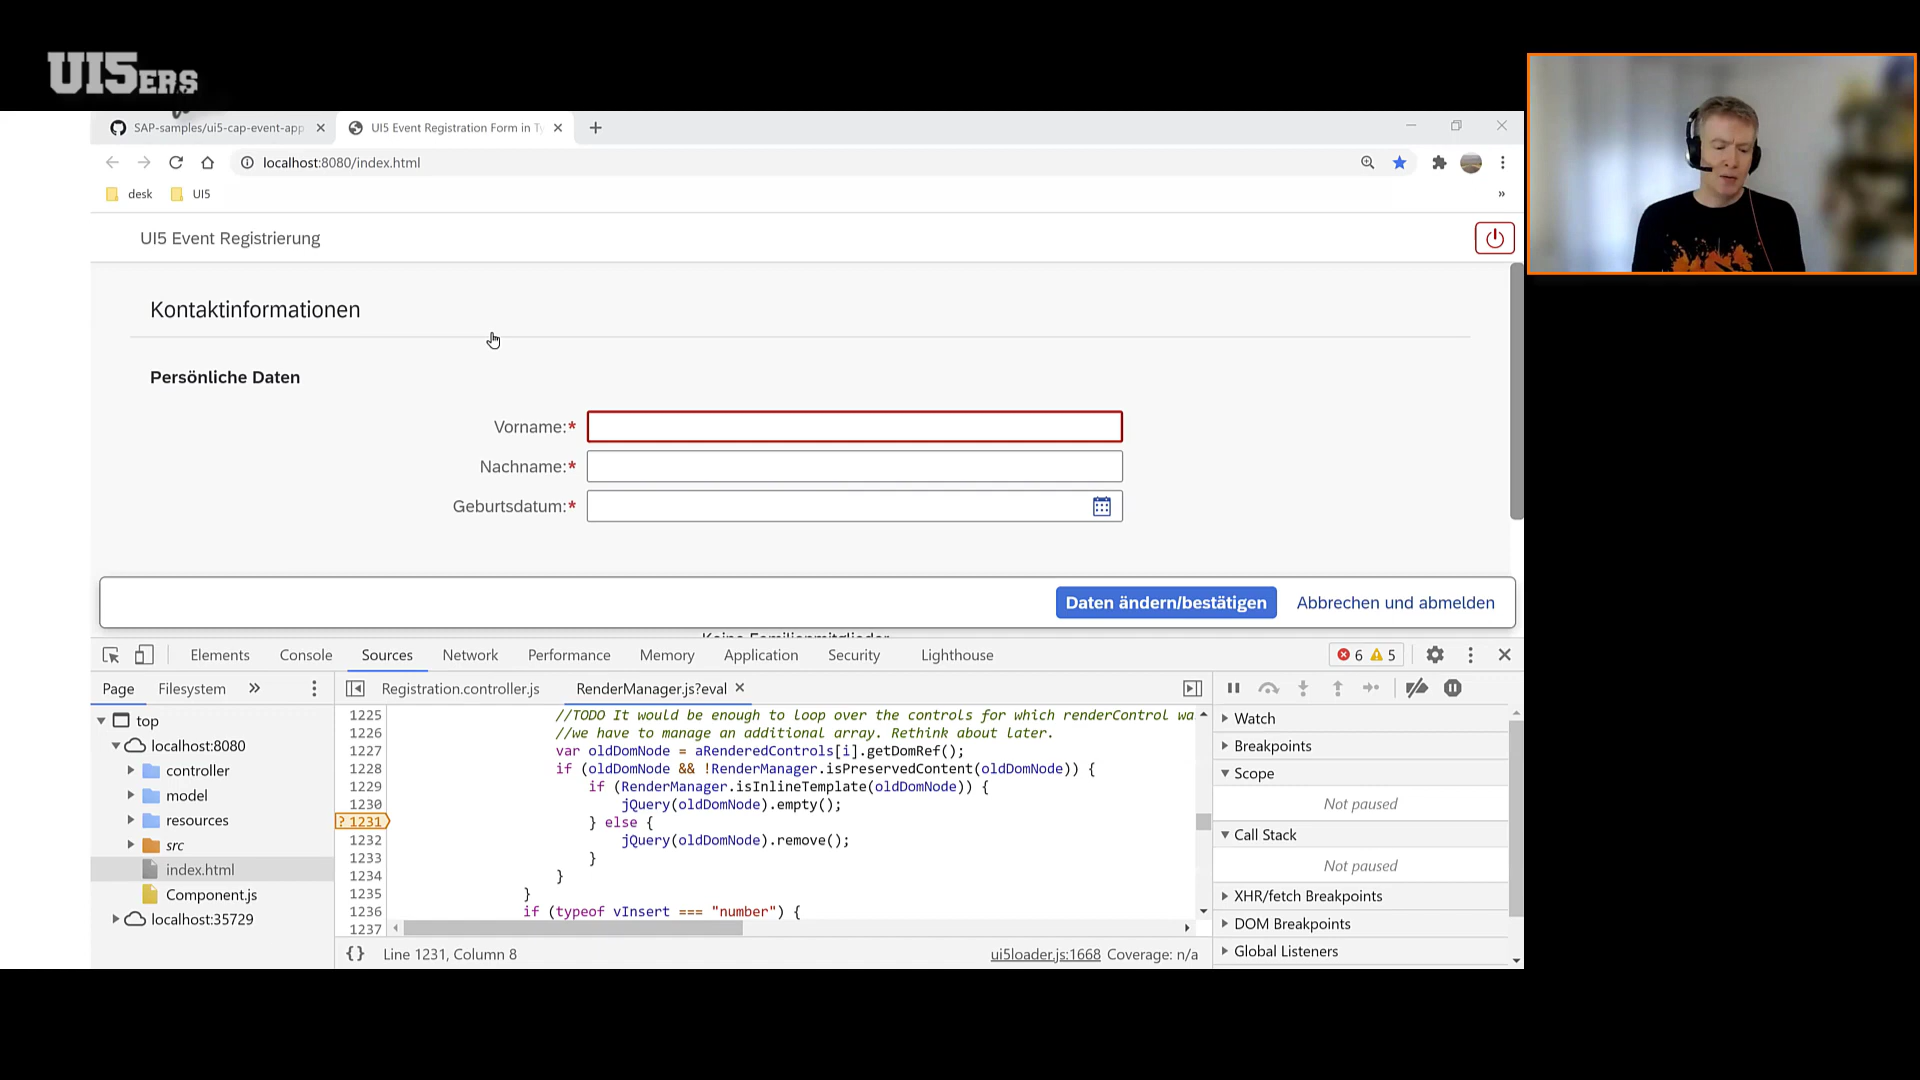 UI5ERS
SAP-samples/ui5-cap-event-app
UI5 Event Registration Form in Ty
localhost:8080/index.html
desk
UI5
»
UI5 Event Registrierung
Kontaktinformationen
Persönliche Daten
Vorname:*
Nachname:*
Geburtsdatum:*
Daten ändern/bestätigen
Abbrechen und abmelden
Keine Familienmitglieder
Elements Console Sources Network Performance Memory Application Security Lighthouse
6 5
Page Filesystem »
Registration.controller.js RenderManager.js?eval
top
localhost:8080
controller
model
resources
src
index.html
Component.js
localhost:35729
1225 //TODO It would be enough to loop over the controls for which renderControl wa
1226 //we have to manage an additional array. Rethink about later.
1227 var oldDomNode = aRenderedControls[i].getDomRef();
1228 if (oldDomNode && !RenderManager.isPreservedContent(oldDomNode)) {
1229 if (RenderManager.isInlineTemplate(oldDomNode)) {
1230 jQuery(oldDomNode).empty();
? 1231 } else {
1232 jQuery(oldDomNode).remove();
1233 }
1234 }
1235 }
1236 if (typeof vInsert === "number") {
1237
{} Line 1231, Column 8
ui5loader.js:1668 Coverage: n/a
Watch
Breakpoints
Scope
Not paused
Call Stack
Not paused
XHR/fetch Breakpoints
DOM Breakpoints
Global Listeners